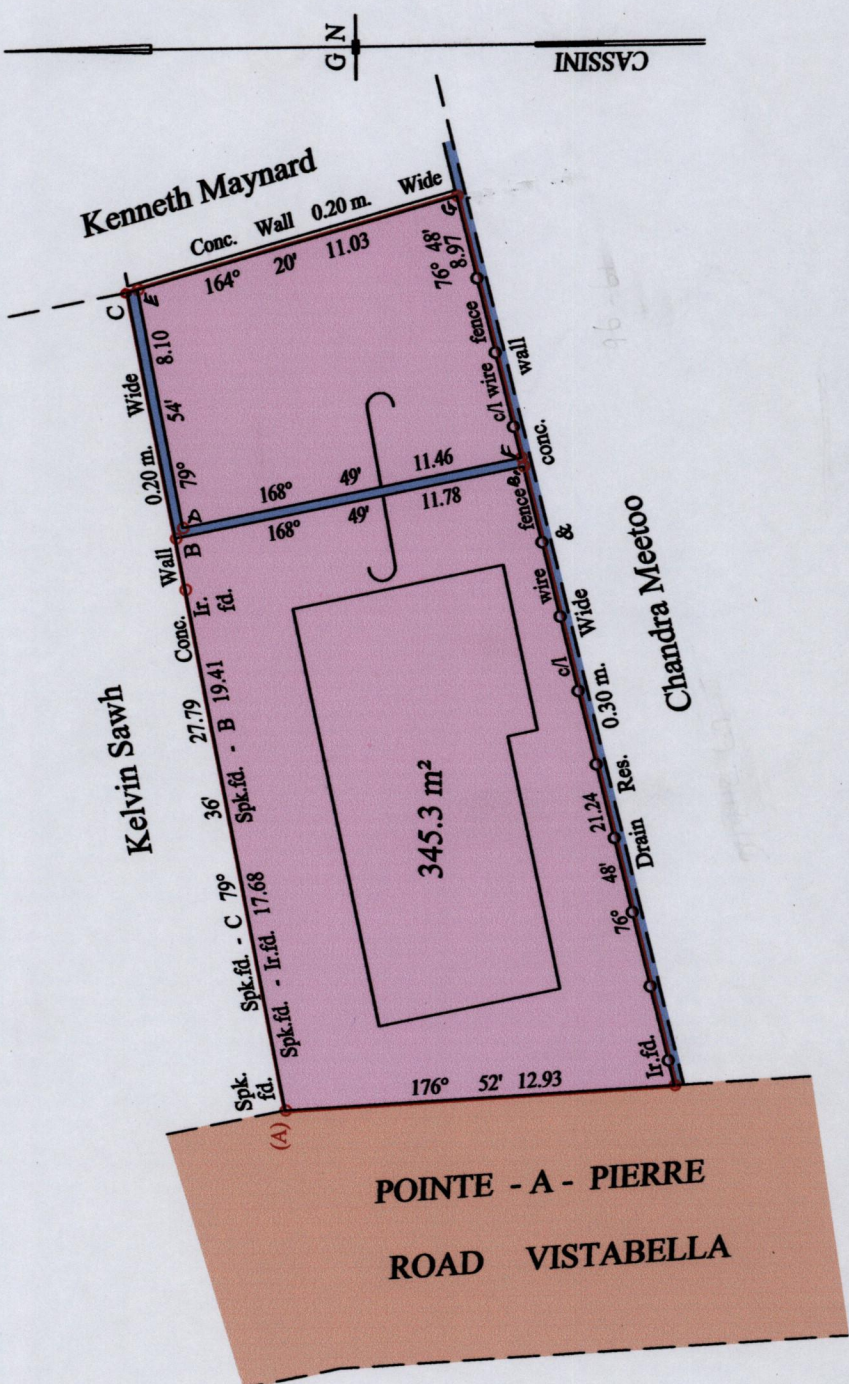 G N
CASSINI
Kenneth Maynard
Conc. Wall 0.20 m. Wide
164° 20' 11.03
C
E
G
Wall 0.20 m. Wide
79° 54' 8.10
76° 48'
8.97
c/l wire fence
conc. wall
B
A
F
168° 49' 11.46
168° 49' 11.78
Kelvin Sawh
Spk.fd. - C 79° 36' 27.79 Conc.
Spk.fd. - B 19.41
Spk.fd. - Ir.fd. 17.68
Ir.
fd.
Spk.
fd.
(A)
345.3 m²
c/l wire fence &
76° 48' 21.24
Drain Res. 0.30 m. Wide
Ir.fd.
Chandra Meetoo
176° 52' 12.93
POINTE - A - PIERRE
ROAD VISTABELLA